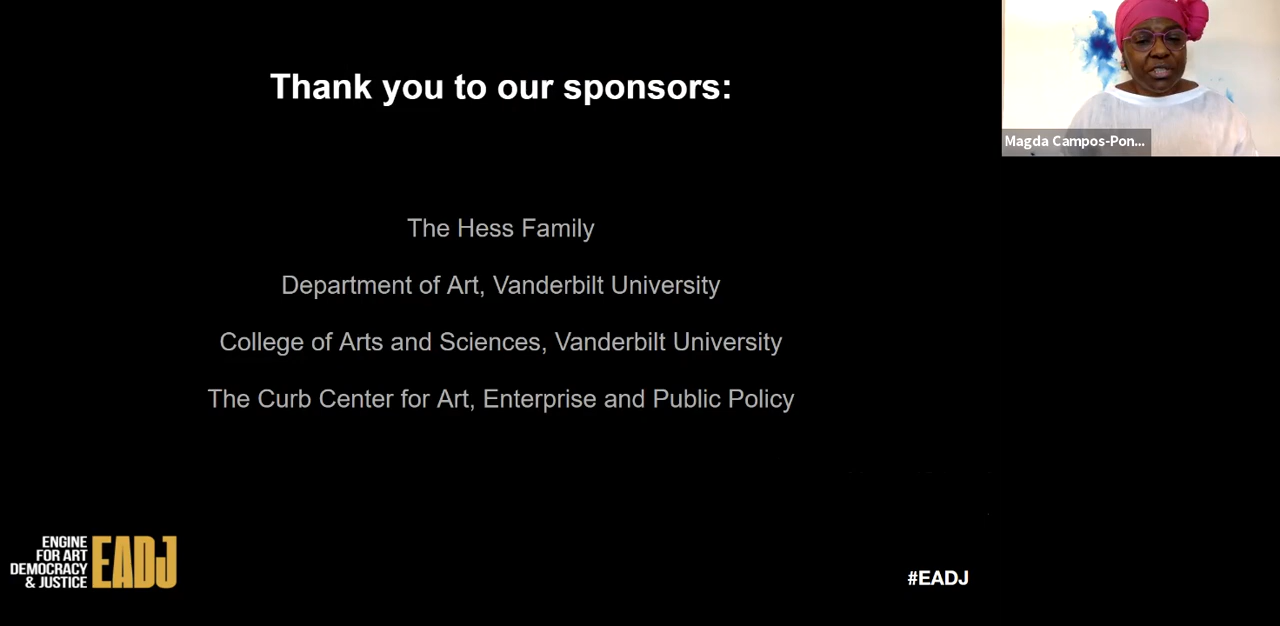 Thank you to our sponsors:
Magda Campos-Pon...
The Hess Family
Department of Art, Vanderbilt University
College of Arts and Sciences, Vanderbilt University
The Curb Center for Art, Enterprise and Public Policy
ENGINE
FOR ART
DEMOCRACY
& JUSTICE
EADJ
#EADJ